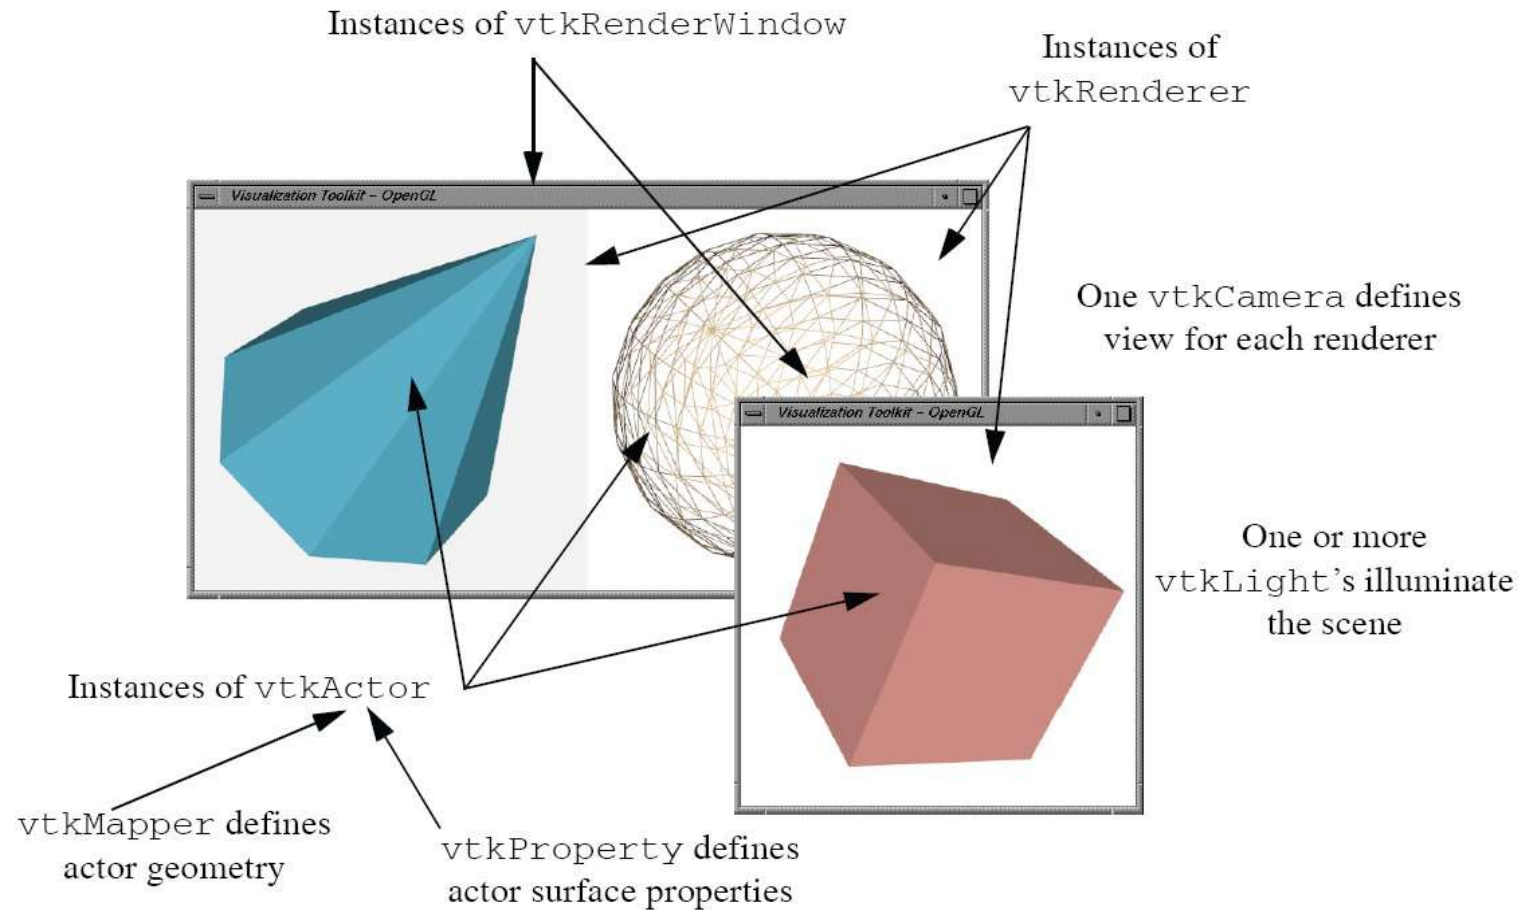 Instances of vtkRenderWindow
Instances of
vtkRenderer
Visualization Toolkit – OpenGL
One vtkCamera defines
view for each renderer
Visualization Toolkit – OpenGL
One or more
vtkLight’s illuminate
the scene
Instances of vtkActor
vtkMapper defines
actor geometry
vtkProperty defines
actor surface properties